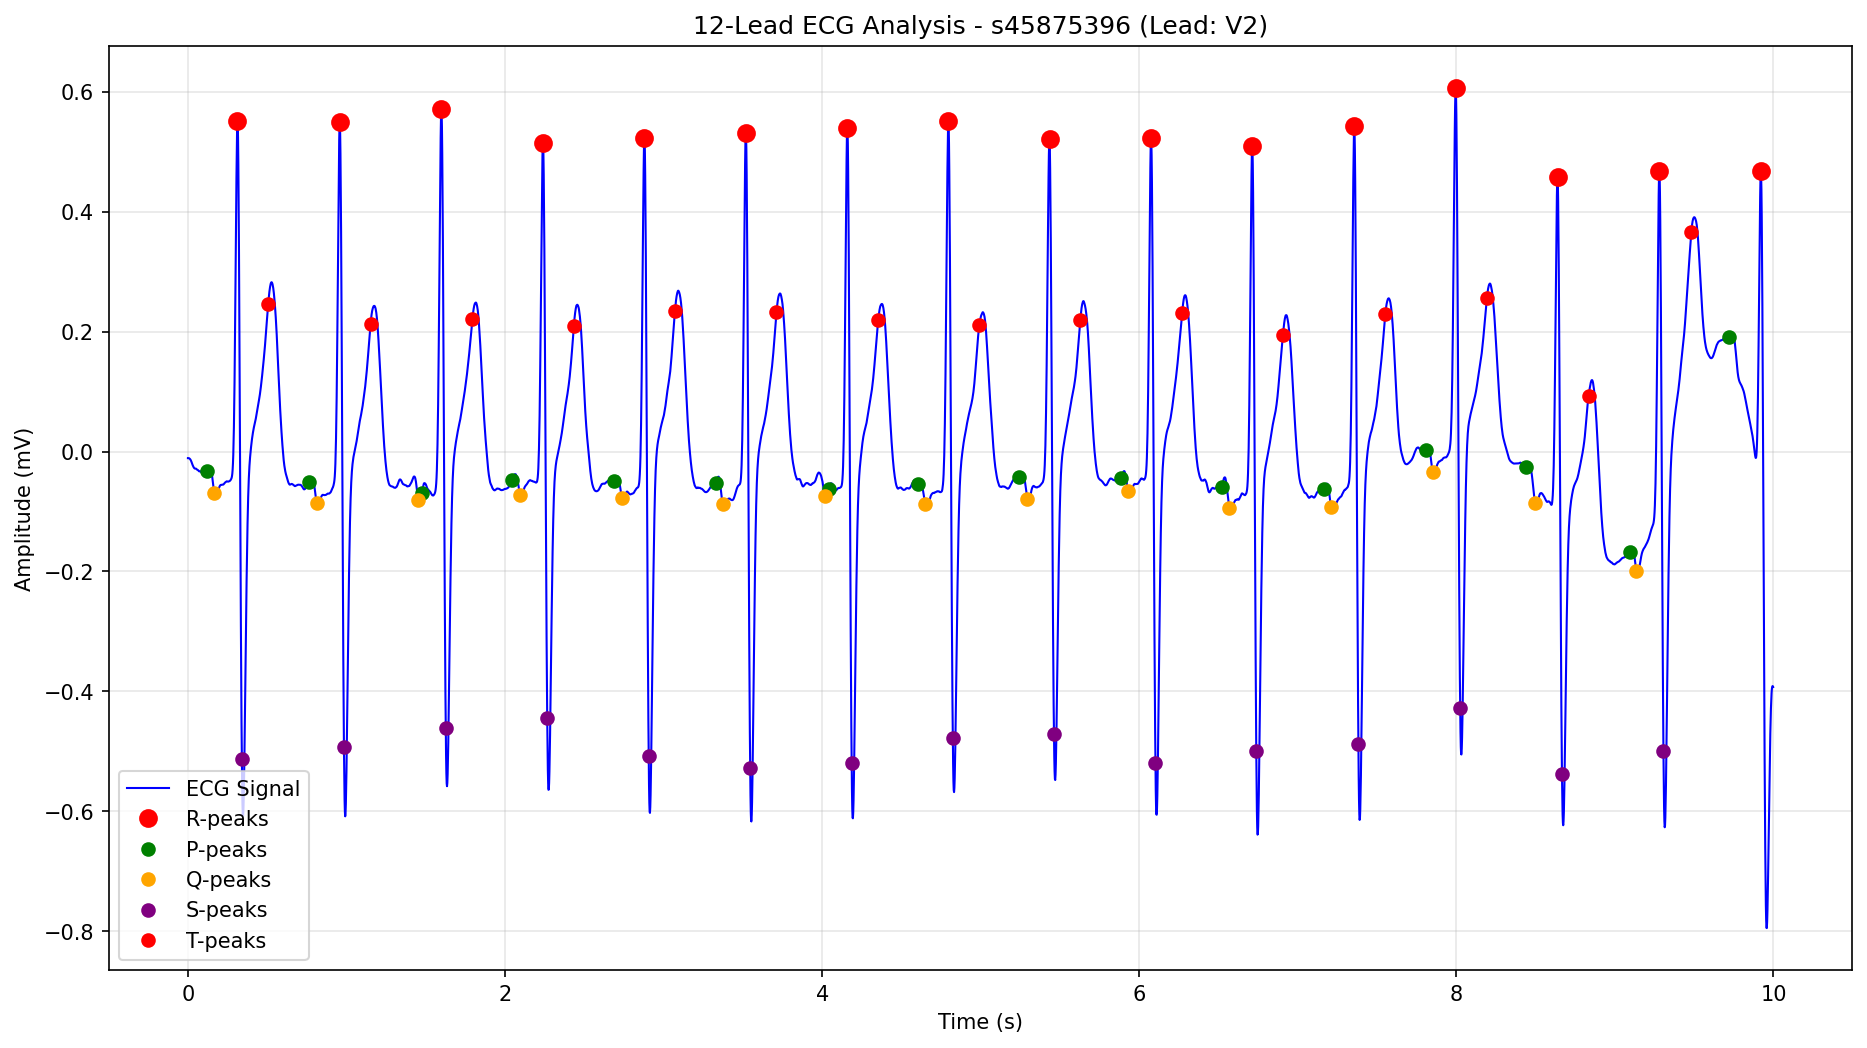 12-Lead ECG Analysis - s45875396 (Lead: V2)
Amplitude (mV)
0.6
0.4
0.2
0.0
−0.2
−0.4
−0.6
−0.8
ECG Signal
R-peaks
P-peaks
Q-peaks
S-peaks
T-peaks
0 2 4 6 8 10
Time (s)